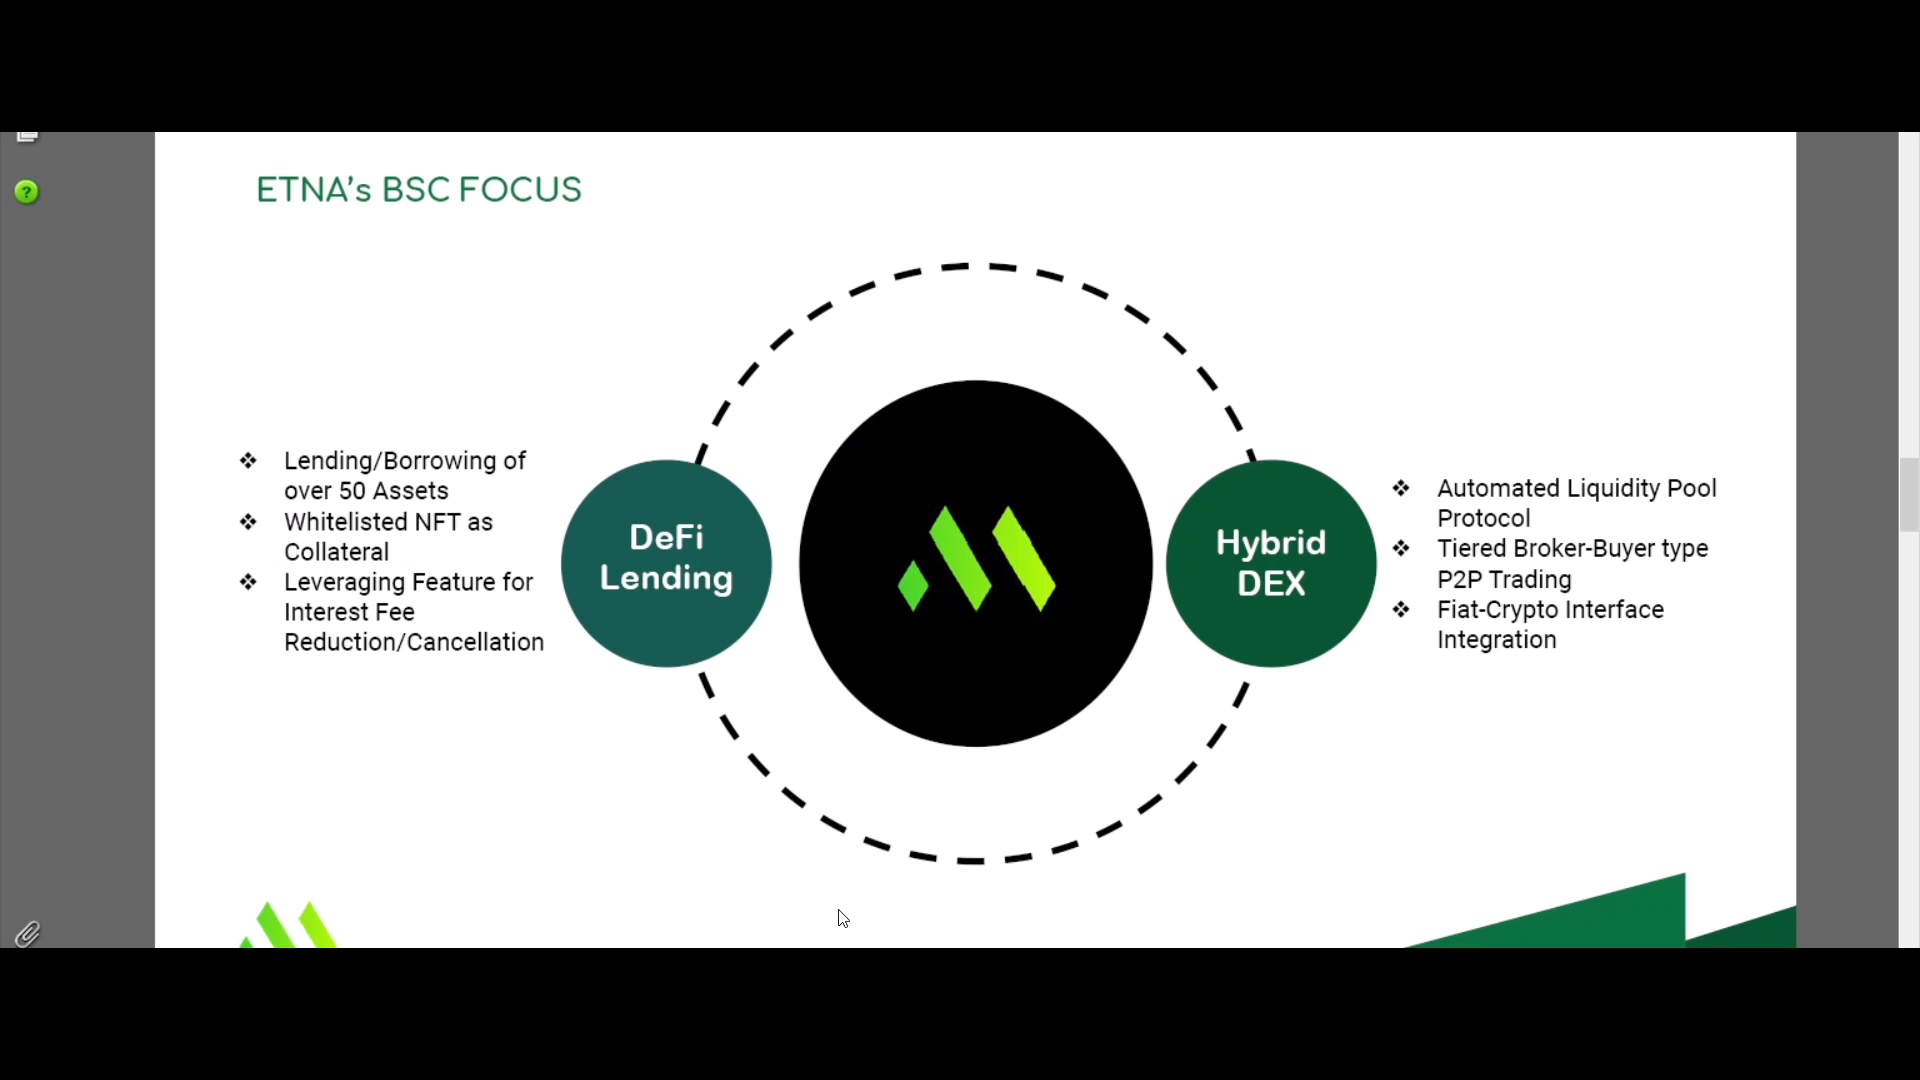 ETNA's BSC FOCUS
❖ Lending/Borrowing of
over 50 Assets
❖ Whitelisted NFT as
Collateral
❖ Leveraging Feature for
Interest Fee
Reduction/Cancellation
DeFi
Lending
Hybrid
DEX
❖ Automated Liquidity Pool
Protocol
❖ Tiered Broker-Buyer type
P2P Trading
❖ Fiat-Crypto Interface
Integration
?